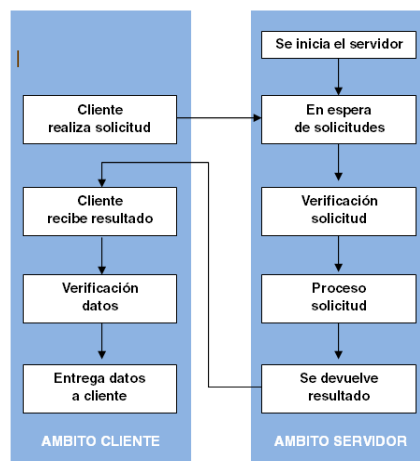 Se inicia el servidor
Cliente
realiza solicitud
En espera
de solicitudes
Cliente
recibe resultado
Verificación
solicitud
Verificación
datos
Proceso
solicitud
Entrega datos
a cliente
Se devuelve
resultado
AMBITO CLIENTE
AMBITO SERVIDOR